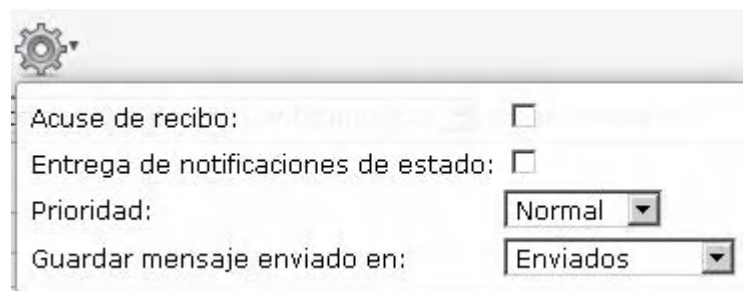 Acuse de recibo:
Entrega de notificaciones de estado:
Prioridad: Normal
Guardar mensaje enviado en: Enviados